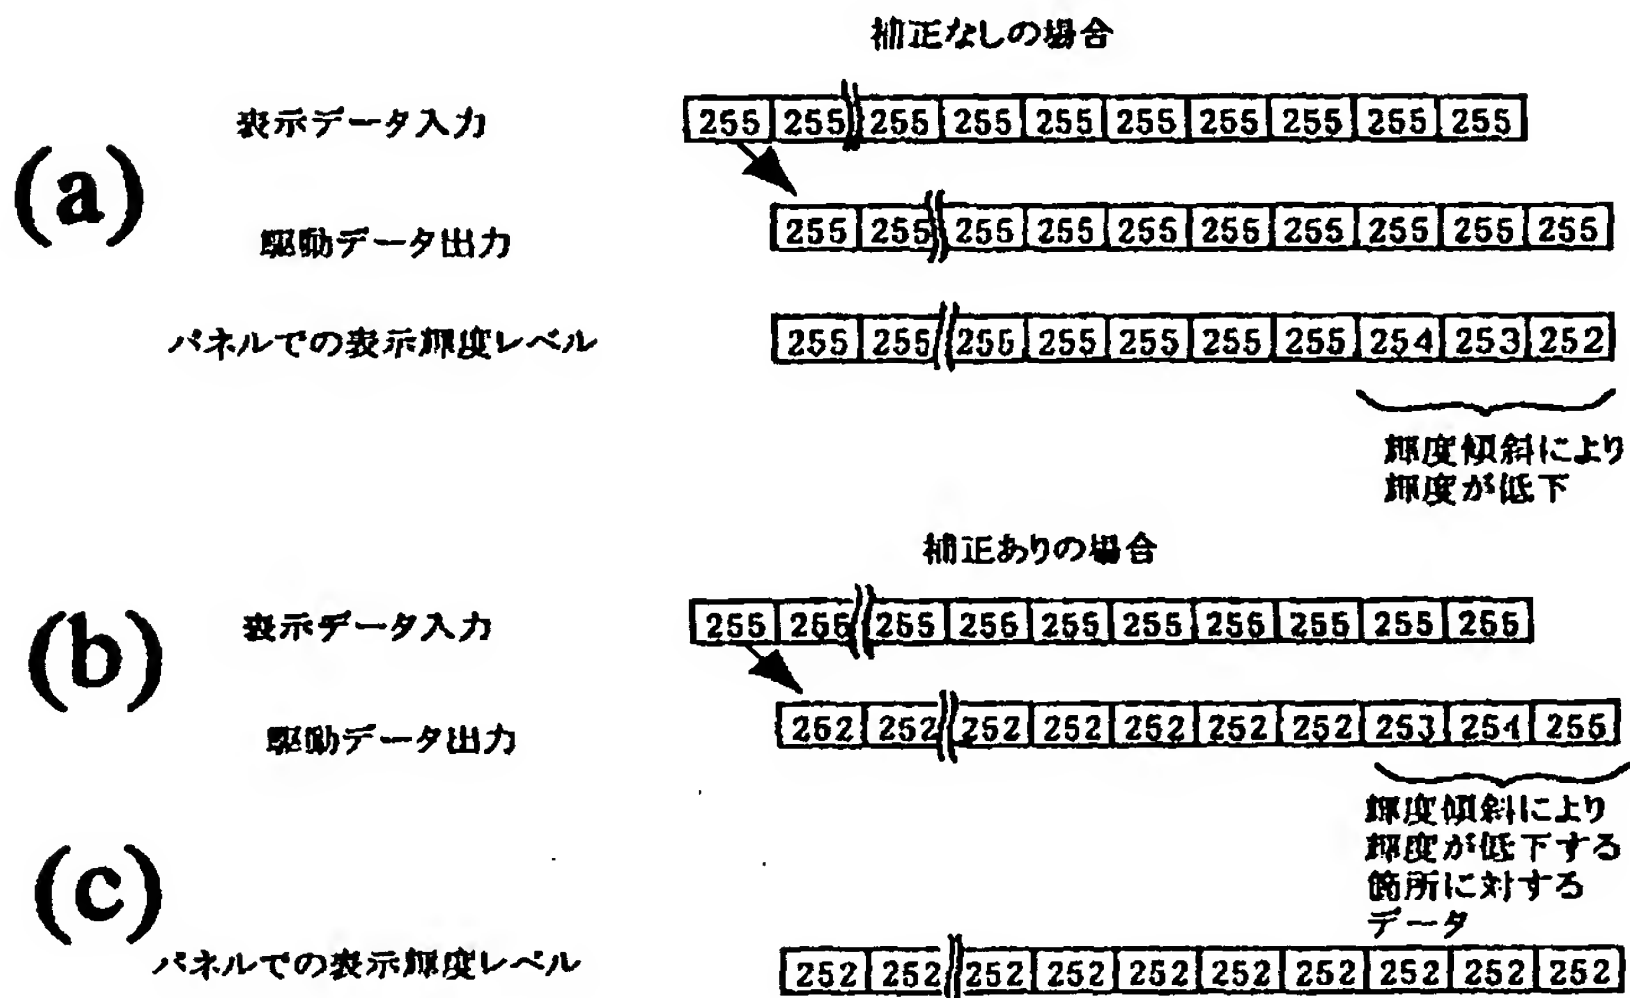 補正なしの場合
(a)
表示データ入力
255 255 255 255 255 255 255 255 255 255
駆動データ出力
255 255 255 255 255 255 255 255 255 255
パネルでの表示輝度レベル
255 255 255 255 255 255 255 254 253 252
輝度傾斜により
輝度が低下
補正ありの場合
(b)
表示データ入力
255 255 255 255 255 255 255 255 255 255
駆動データ出力
252 252 252 252 252 252 252 253 254 255
輝度傾斜により
輝度が低下する
箇所に対する
データ
(c)
パネルでの表示輝度レベル
252 252 252 252 252 252 252 252 252 252